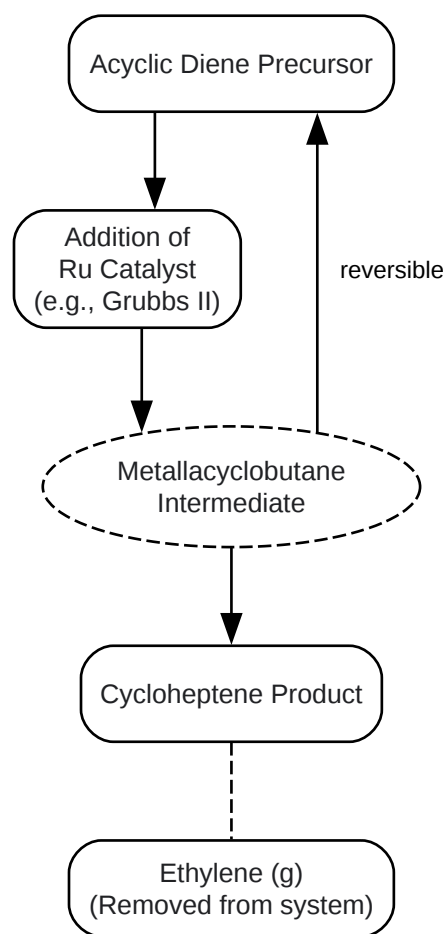 Acyclic Diene Precursor
Addition of
Ru Catalyst
(e.g., Grubbs II)
reversible
Metallacyclobutane
Intermediate
Cycloheptene Product
Ethylene (g)
(Removed from system)